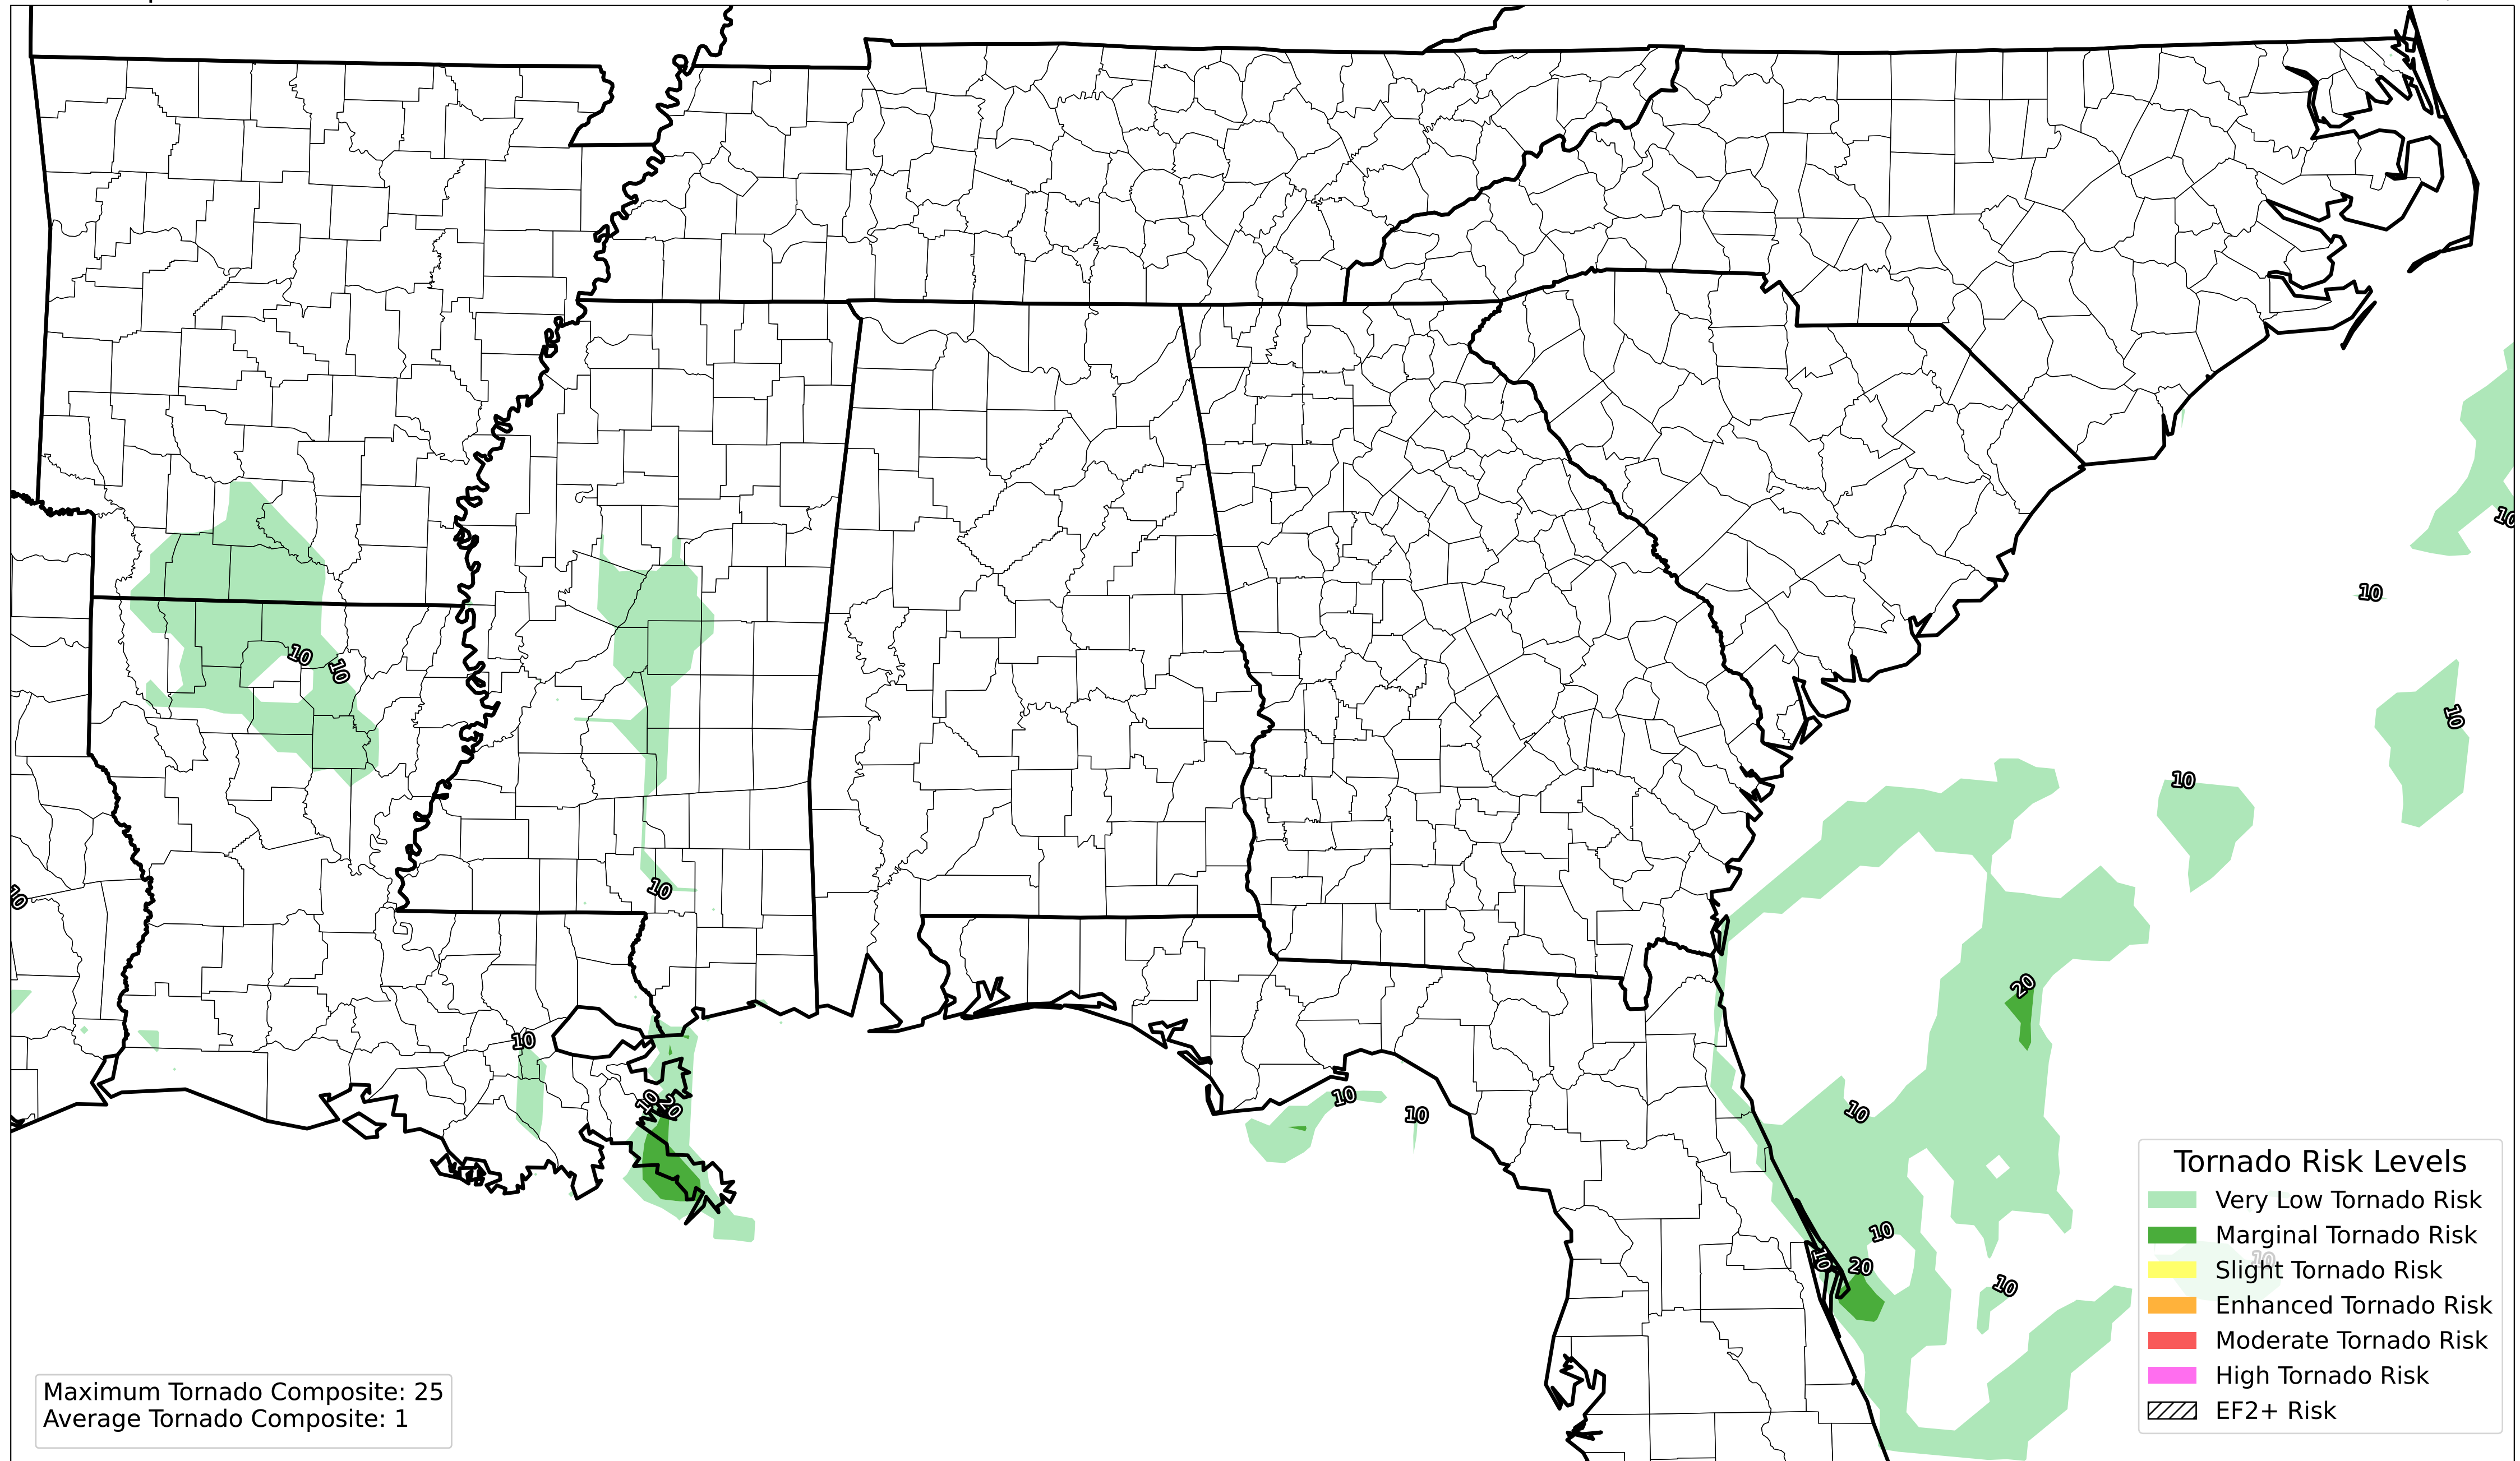 10
10
10
10
10
10
10
10
20
10
10
20
10
10
10
10
10
20
10
10
Tornado Risk Levels
Very Low Tornado Risk
Marginal Tornado Risk
Slight Tornado Risk
Enhanced Tornado Risk
Moderate Tornado Risk
High Tornado Risk
EF2+ Risk
Maximum Tornado Composite: 25
Average Tornado Composite: 1